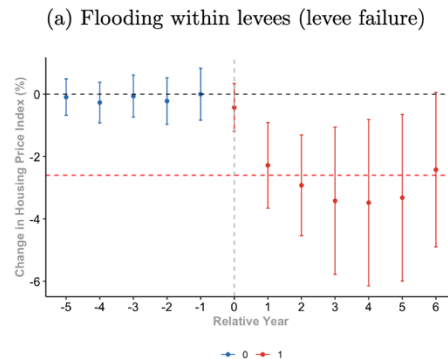 (a) Flooding within levees (levee failure)
Change in Housing Price Index (%)
0
-2
-4
-6
-5 -4 -3 -2 -1 0 1 2 3 4 5 6
Relative Year
0 1